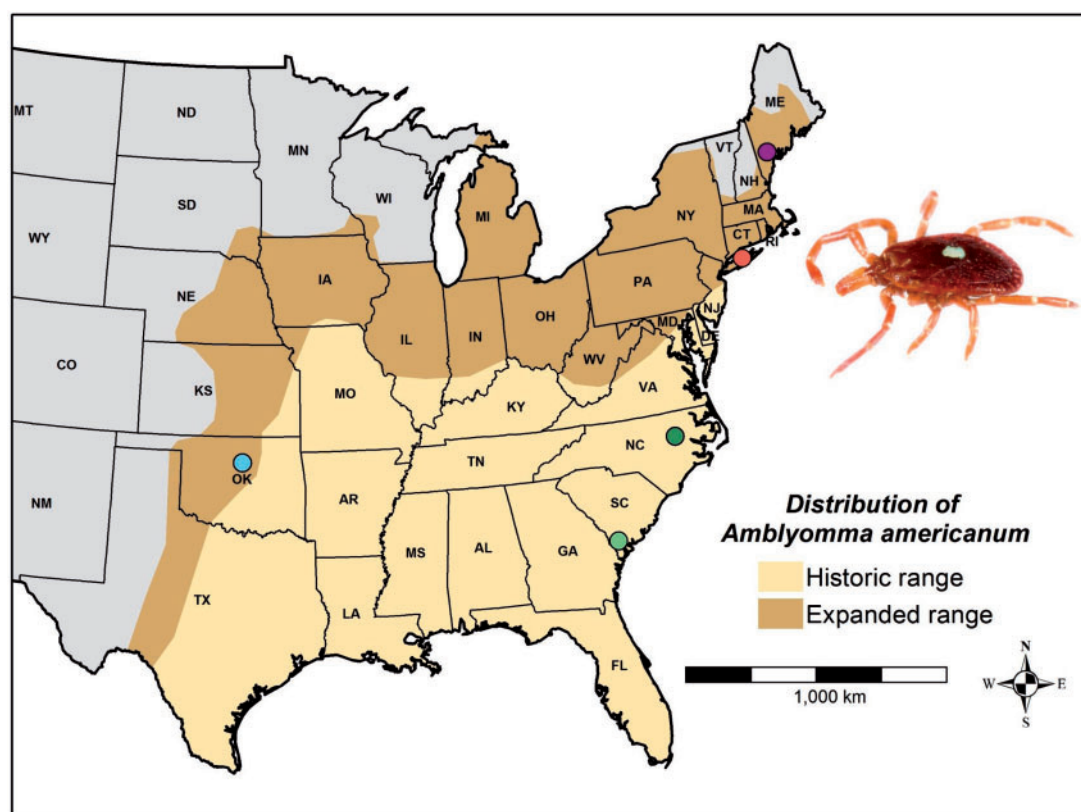 ME
MT
ND
VT
MN
NH
WI
SD
MI
NY
MA
CT
RI
WY
IA
PA
NE
NJ
OH
MD
DE
IL
IN
WV
CO
KS
MO
VA
KY
NC
TN
OK
NM
AR
SC
MS
AL
GA
TX
LA
FL
Distribution of
Amblyomma americanum
Historic range
Expanded range
1,000 km
N
W
E
S